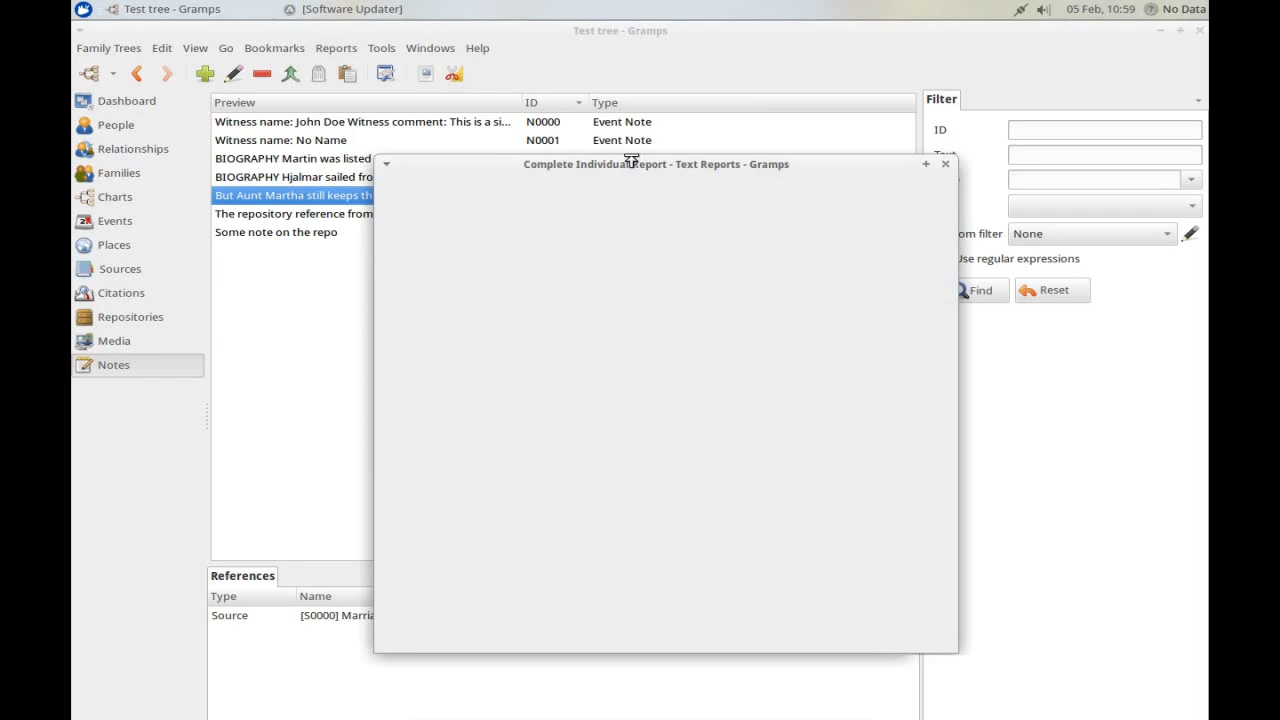 Test tree - Gramps [Software Updater] 05 Feb, 10:59 No Data
Test tree - Gramps
Family Trees Edit View Go Bookmarks Reports Tools Windows Help
Dashboard
People
Relationships
Families
Charts
Events
Places
Sources
Citations
Repositories
Media
Notes
Preview ID Type
Witness name: John Doe Witness comment: This is a si... N0000 Event Note
Witness name: No Name N0001 Event Note
BIOGRAPHY Martin was listed
BIOGRAPHY Hjalmar sailed fro
But Aunt Martha still keeps th
The repository reference from
Some note on the repo
References
Type Name
Source [S0000] Marria
Complete Individual Report - Text Reports - Gramps
Filter
ID
om filter None
Use regular expressions
Find Reset